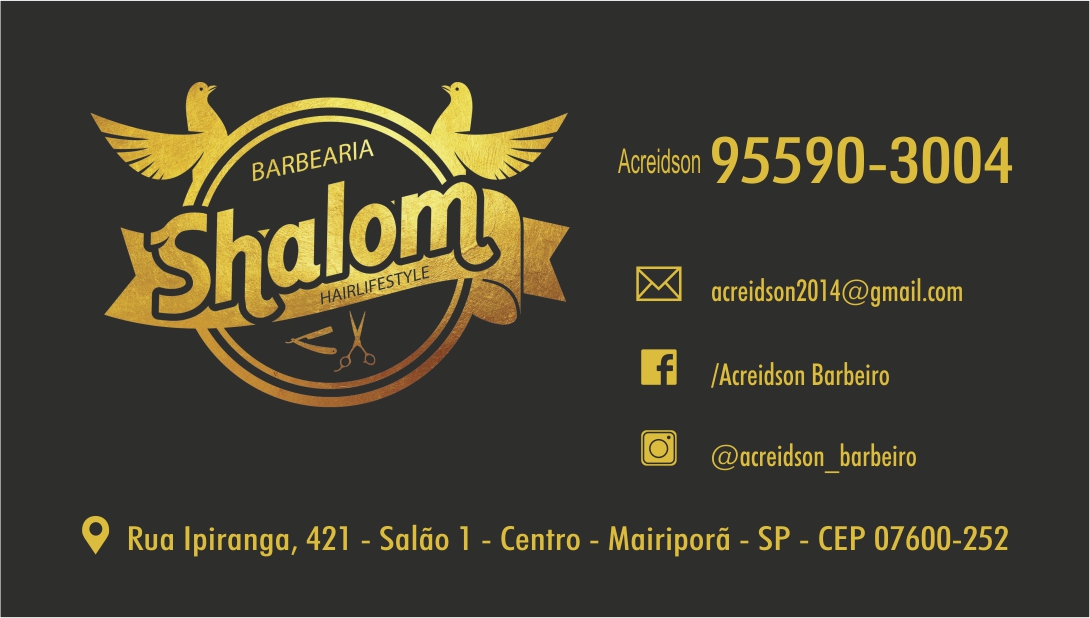 BARBEARIA
Shalom
HAIRLIFESTYLE
Acreidson 95590-3004
acreidson2014@gmail.com
/Acreidson Barbeiro
@acreidson_barbeiro
Rua Ipiranga, 421 - Salão 1 - Centro - Mairiporã - SP - CEP 07600-252